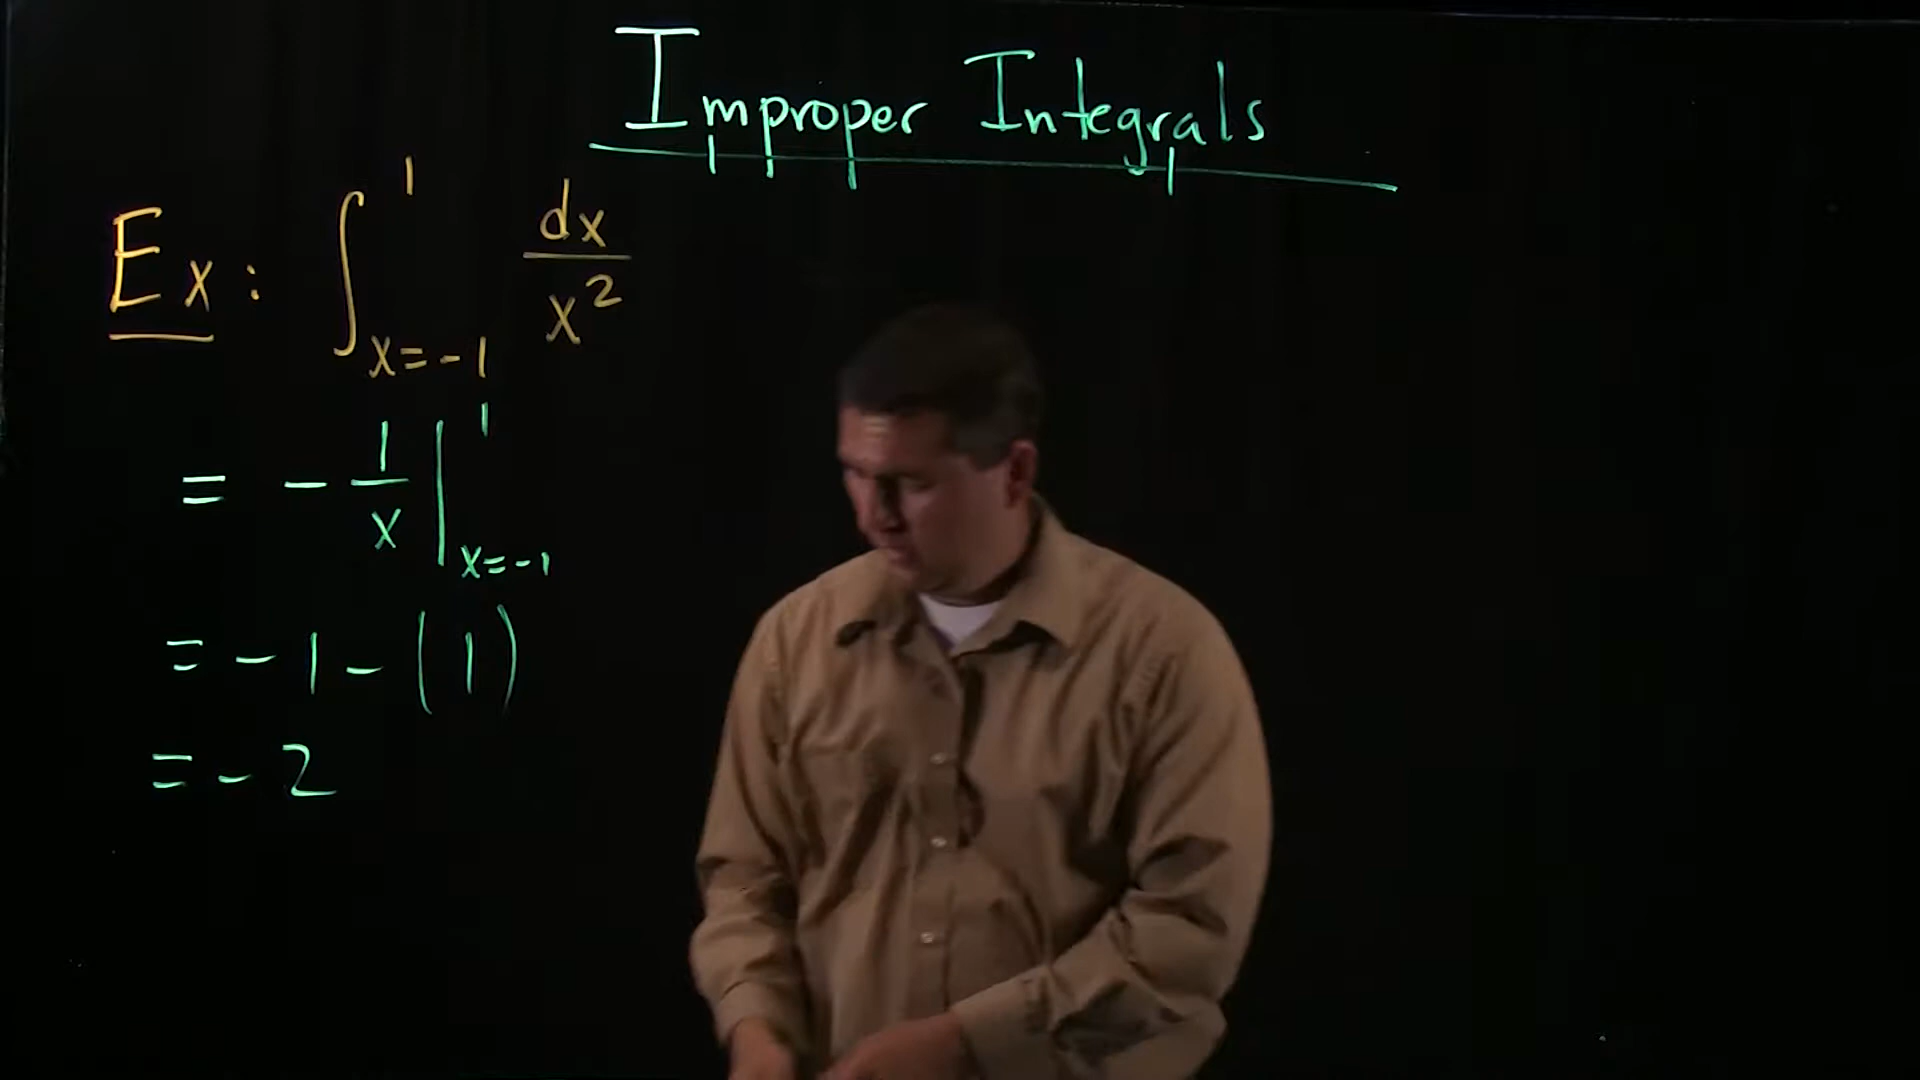 Improper Integrals
Ex: ∫_{x=-1}^{1} dx/x²
= - 1/x |_{x=-1}^{1}
= -1 - (1)
= -2